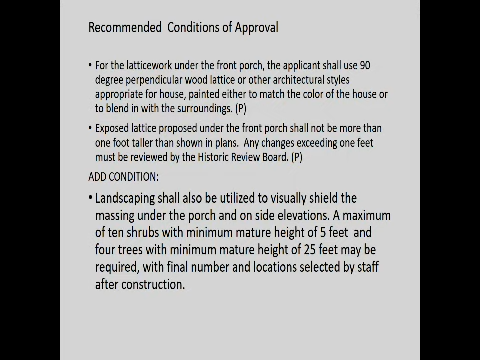 Recommended Conditions of Approval
• For the latticework under the front porch, the applicant shall use 90
degree perpendicular wood lattice or other architectural styles
appropriate for house, painted either to match the color of the house or
to blend in with the surroundings. (P)
• Exposed lattice proposed under the front porch shall not be more than
one foot taller than shown in plans. Any changes exceeding one feet
must be reviewed by the Historic Review Board. (P)
ADD CONDITION:
• Landscaping shall also be utilized to visually shield the
massing under the porch and on side elevations. A maximum
of ten shrubs with minimum mature height of 5 feet and
four trees with minimum mature height of 25 feet may be
required, with final number and locations selected by staff
after construction.